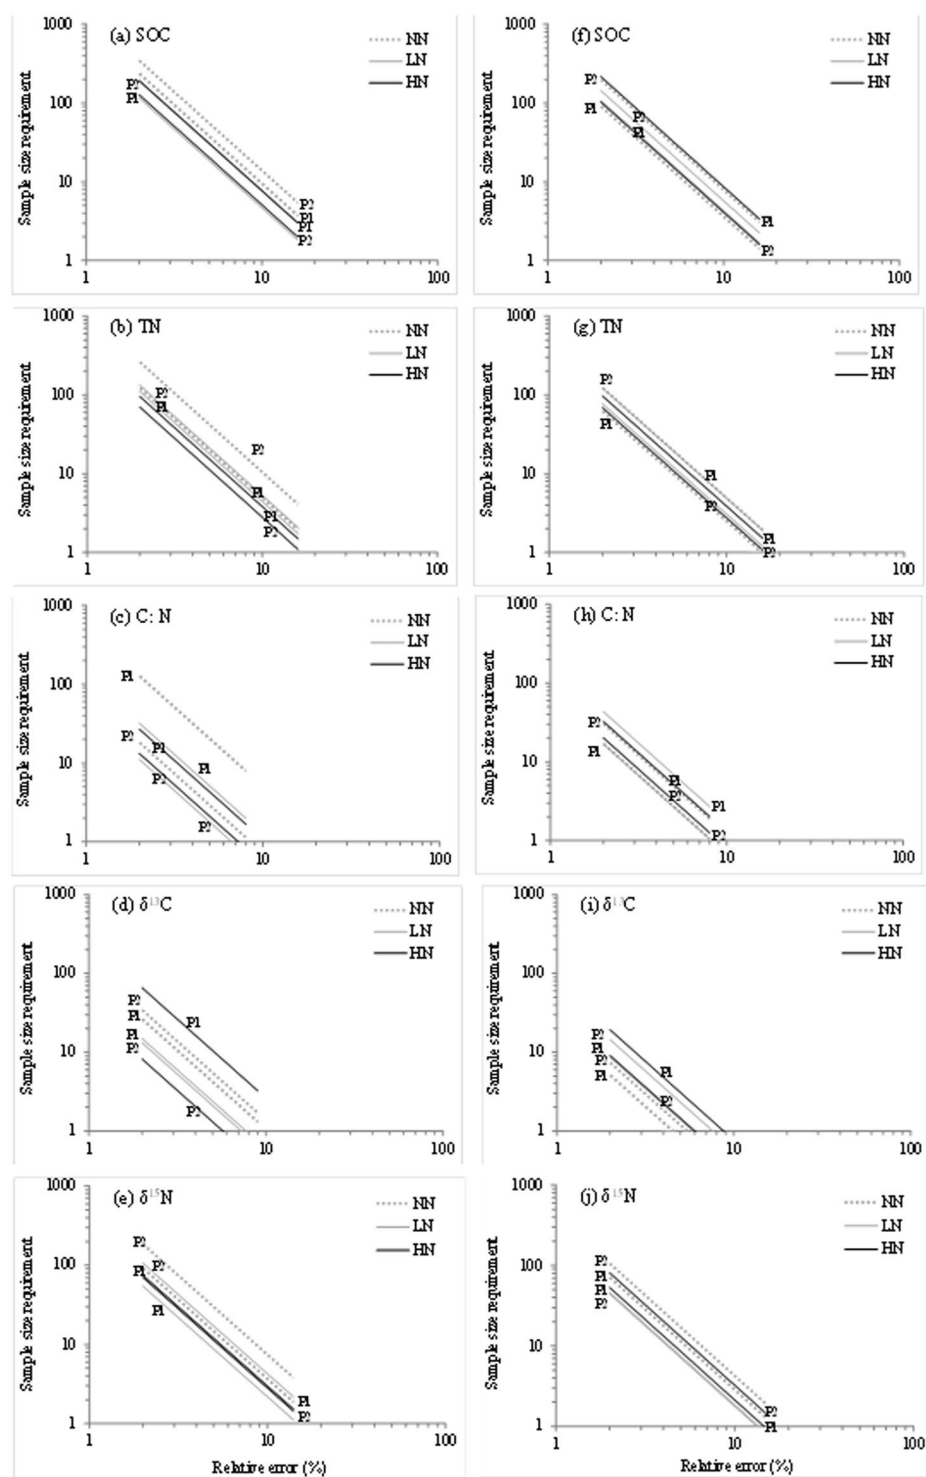 (a) SOC
NN
LN
HN
1000
100
10
1
Sample size requirement
P2
P1
P2
P1
P1
P2
1
10
100
(f) SOC
NN
LN
HN
1000
100
10
1
Sample size requirement
P2
P1
P2
P1
P1
P2
1
10
100
(b) TN
NN
LN
HN
1000
100
10
1
Sample size requirement
P2
P1
P2
P1
P1
P2
1
10
100
(g) TN
NN
LN
HN
1000
100
10
1
Sample size requirement
P2
P1
P1
P2
P1
P2
1
10
100
(c) C: N
NN
LN
HN
1000
100
10
1
Sample size requirement
P1
P2
P1
P2
P1
P2
1
10
100
(h) C: N
NN
LN
HN
1000
100
10
1
Sample size requirement
P2
P1
P1
P2
P1
P2
1
10
100
(d) δ¹³C
NN
LN
HN
1000
100
10
1
Sample size requirement
P2
P1
P1
P2
P1
P2
1
10
100
(i) δ¹³C
NN
LN
HN
1000
100
10
1
Sample size requirement
P2
P1
P2
P1
P1
P2
1
10
100
(e) δ¹⁵N
NN
LN
HN
1000
100
10
1
Sample size requirement
P2
P1
P2
P1
P1
P2
1
10
100
Relative error (%)
(j) δ¹⁵N
NN
LN
HN
1000
100
10
1
Sample size requirement
P2
P1
P1
P2
P2
P1
1
10
100
Relative error (%)